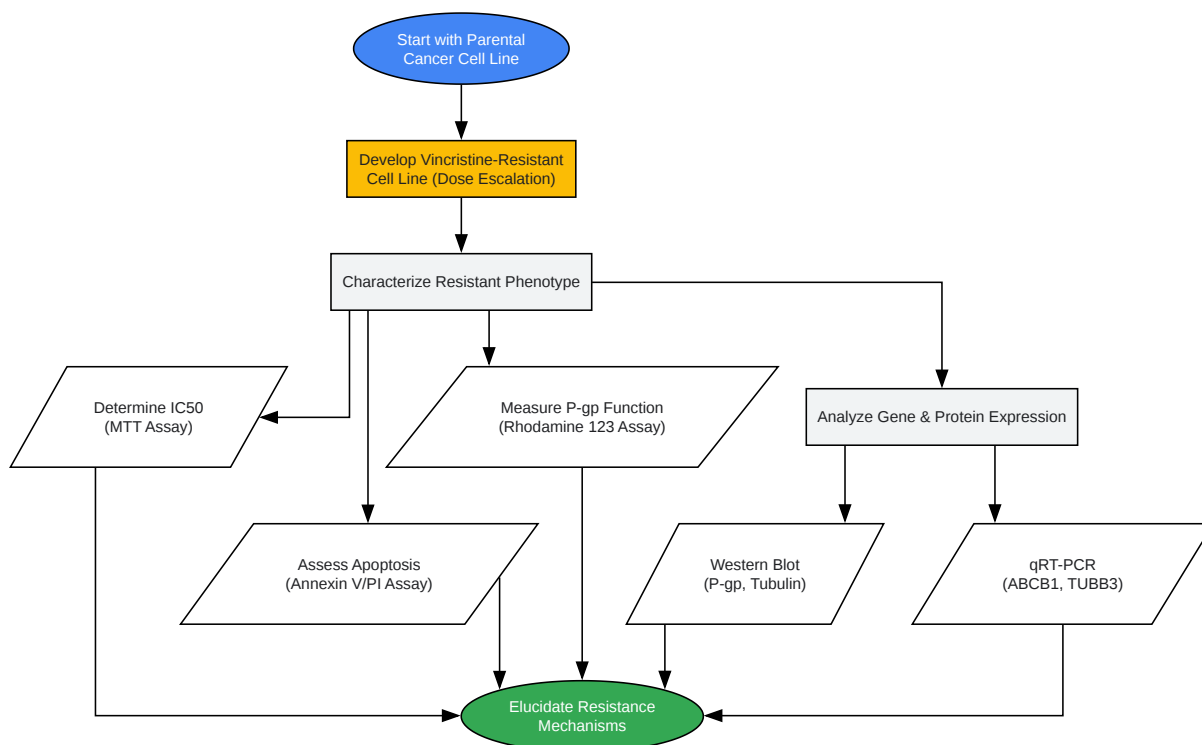 Start with Parental
Cancer Cell Line
Develop Vincristine-Resistant
Cell Line (Dose Escalation)
Characterize Resistant Phenotype
Determine IC50
(MTT Assay)
Measure P-gp Function
(Rhodamine 123 Assay)
Analyze Gene & Protein Expression
Assess Apoptosis
(Annexin V/PI Assay)
Western Blot
(P-gp, Tubulin)
qRT-PCR
(ABCB1, TUBB3)
Elucidate Resistance
Mechanisms